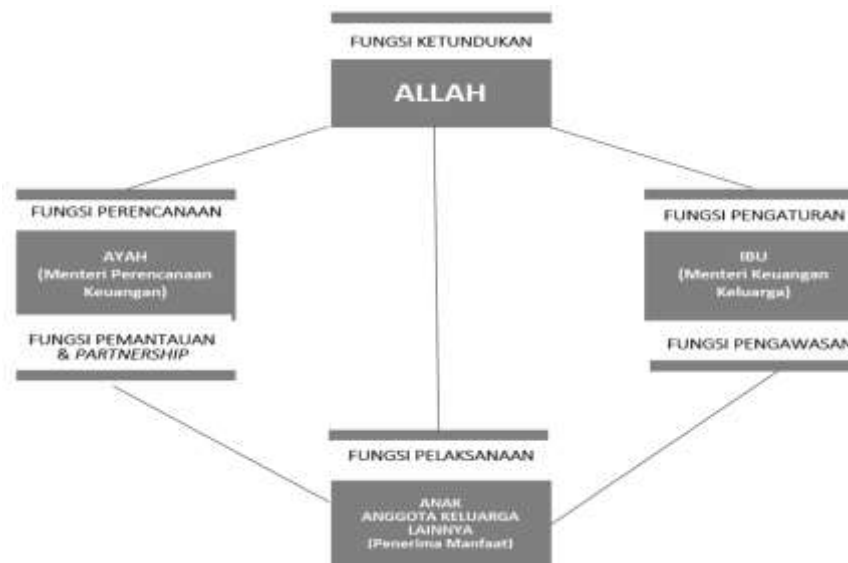 FUNGSI KETUNDUKAN
ALLAH
FUNGSI PERENCANAAN
AYAH
(Menteri Perencanaan
Keuangan)
FUNGSI PEMANTAUAN
& PARTNERSHIP
FUNGSI PENGATURAN
IBU
(Menteri Keuangan
Keluarga)
FUNGSI PENGAWASAN
FUNGSI PELAKSANAAN
ANAK
ANGGOTA KELUARGA
LAINNYA
(Penerima Manfaat)